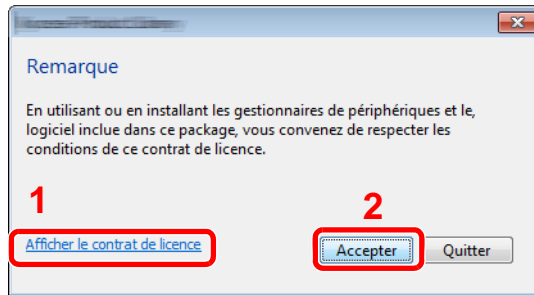 Remarque
En utilisant ou en installant les gestionnaires de périphériques et le,
logiciel inclue dans ce package, vous convenez de respecter les
conditions de ce contrat de licence.
1
2
Afficher le contrat de licence
Accepter
Quitter